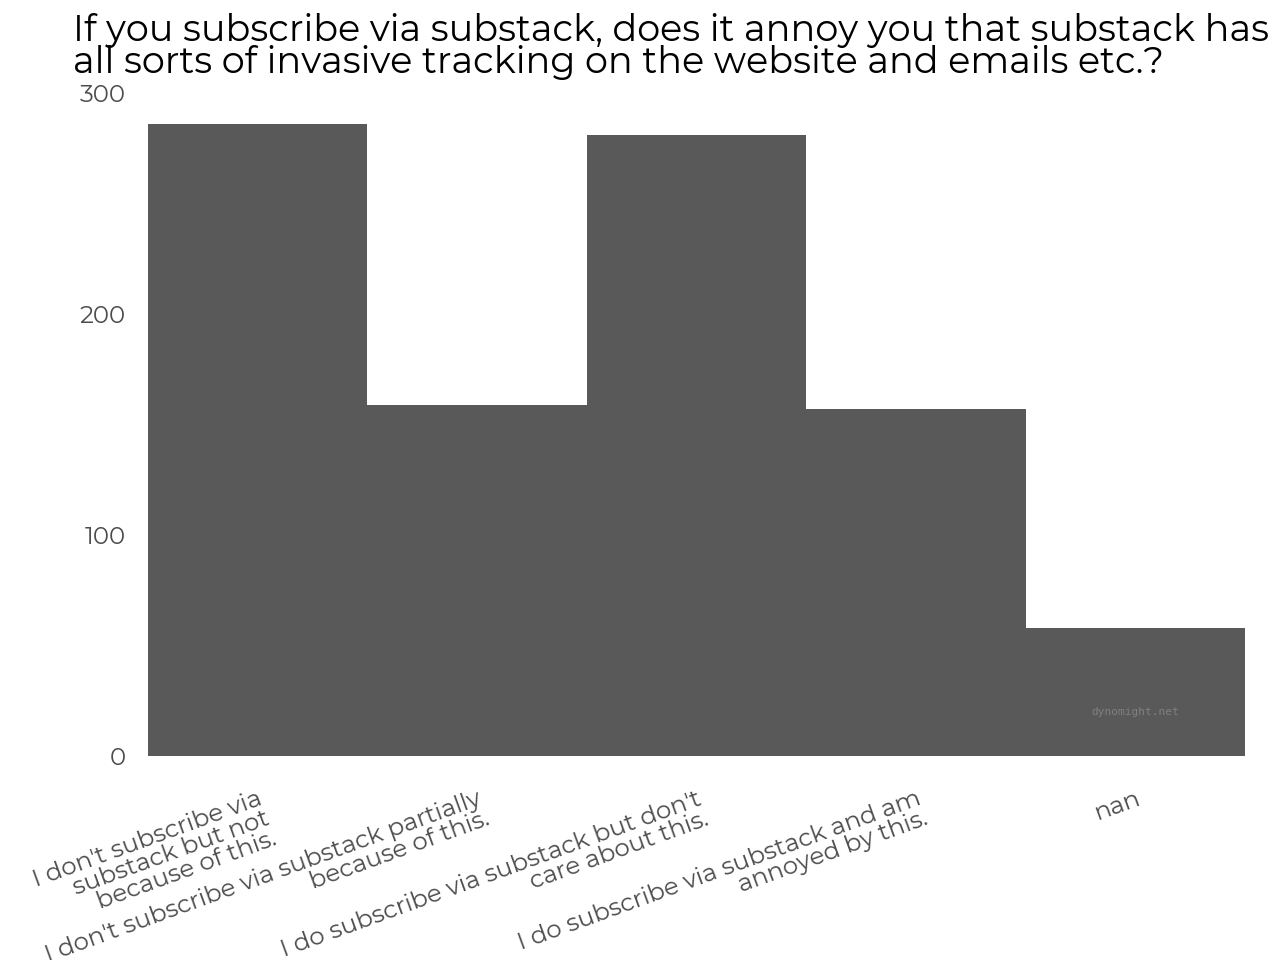 If you subscribe via substack, does it annoy you that substack has
all sorts of invasive tracking on the website and emails etc.?
300
200
100
0
dynomight.net
I don't subscribe via
substack but not
because of this.
I don't subscribe via substack partially
because of this.
I do subscribe via substack but don't
care about this.
I do subscribe via substack and am
annoyed by this.
nan